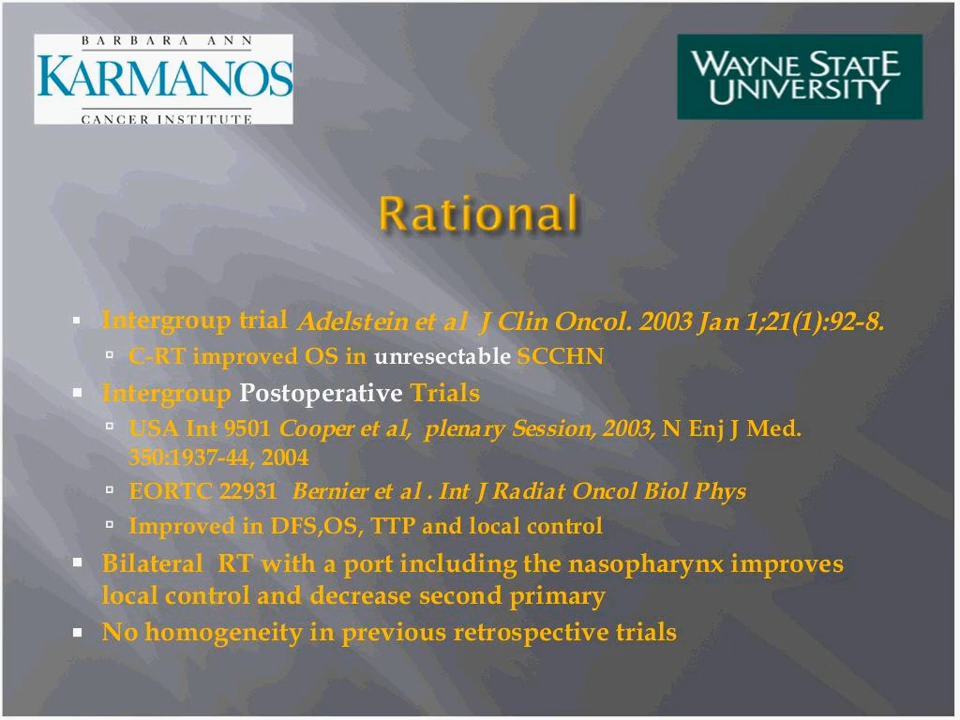 BARBARA ANN
KARMANOS
CANCER INSTITUTE
WAYNE STATE
UNIVERSITY
Rational
Intergroup trial Adelstein et al J Clin Oncol. 2003 Jan 1;21(1):92-8.
C-RT improved OS in unresectable SCCHN
Intergroup Postoperative Trials
USA Int 9501 Cooper et al, plenary Session, 2003, N Enj J Med.
350:1937-44, 2004
EORTC 22931 Bernier et al . Int J Radiat Oncol Biol Phys
Improved in DFS,OS, TTP and local control
Bilateral RT with a port including the nasopharynx improves
local control and decrease second primary
No homogeneity in previous retrospective trials